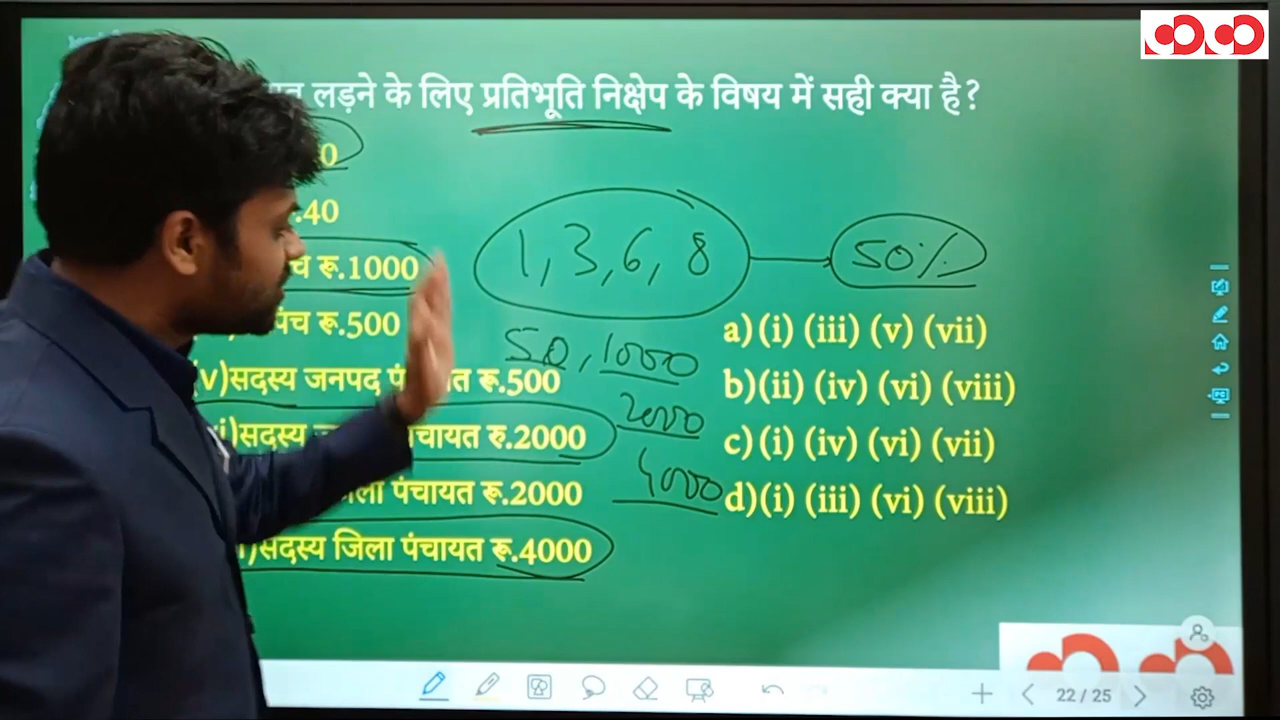 लड़ने के लिए प्रतिभूति निक्षेप के विषय में सही क्या है?
.40
रू.1000
1, 3, 6, 8
50%
रू.500
50, 1000
a)(i) (iii) (v) (vii)
v)सदस्य जनपद रू.500
2000
b)(ii) (iv) (vi) (viii)
)सदस्य पंचायत रु.2000
c)(i) (iv) (vi) (vii)
4000
पंचायत रू.2000
d)(i) (iii) (vi) (viii)
)सदस्य जिला पंचायत रू.4000
22 / 25